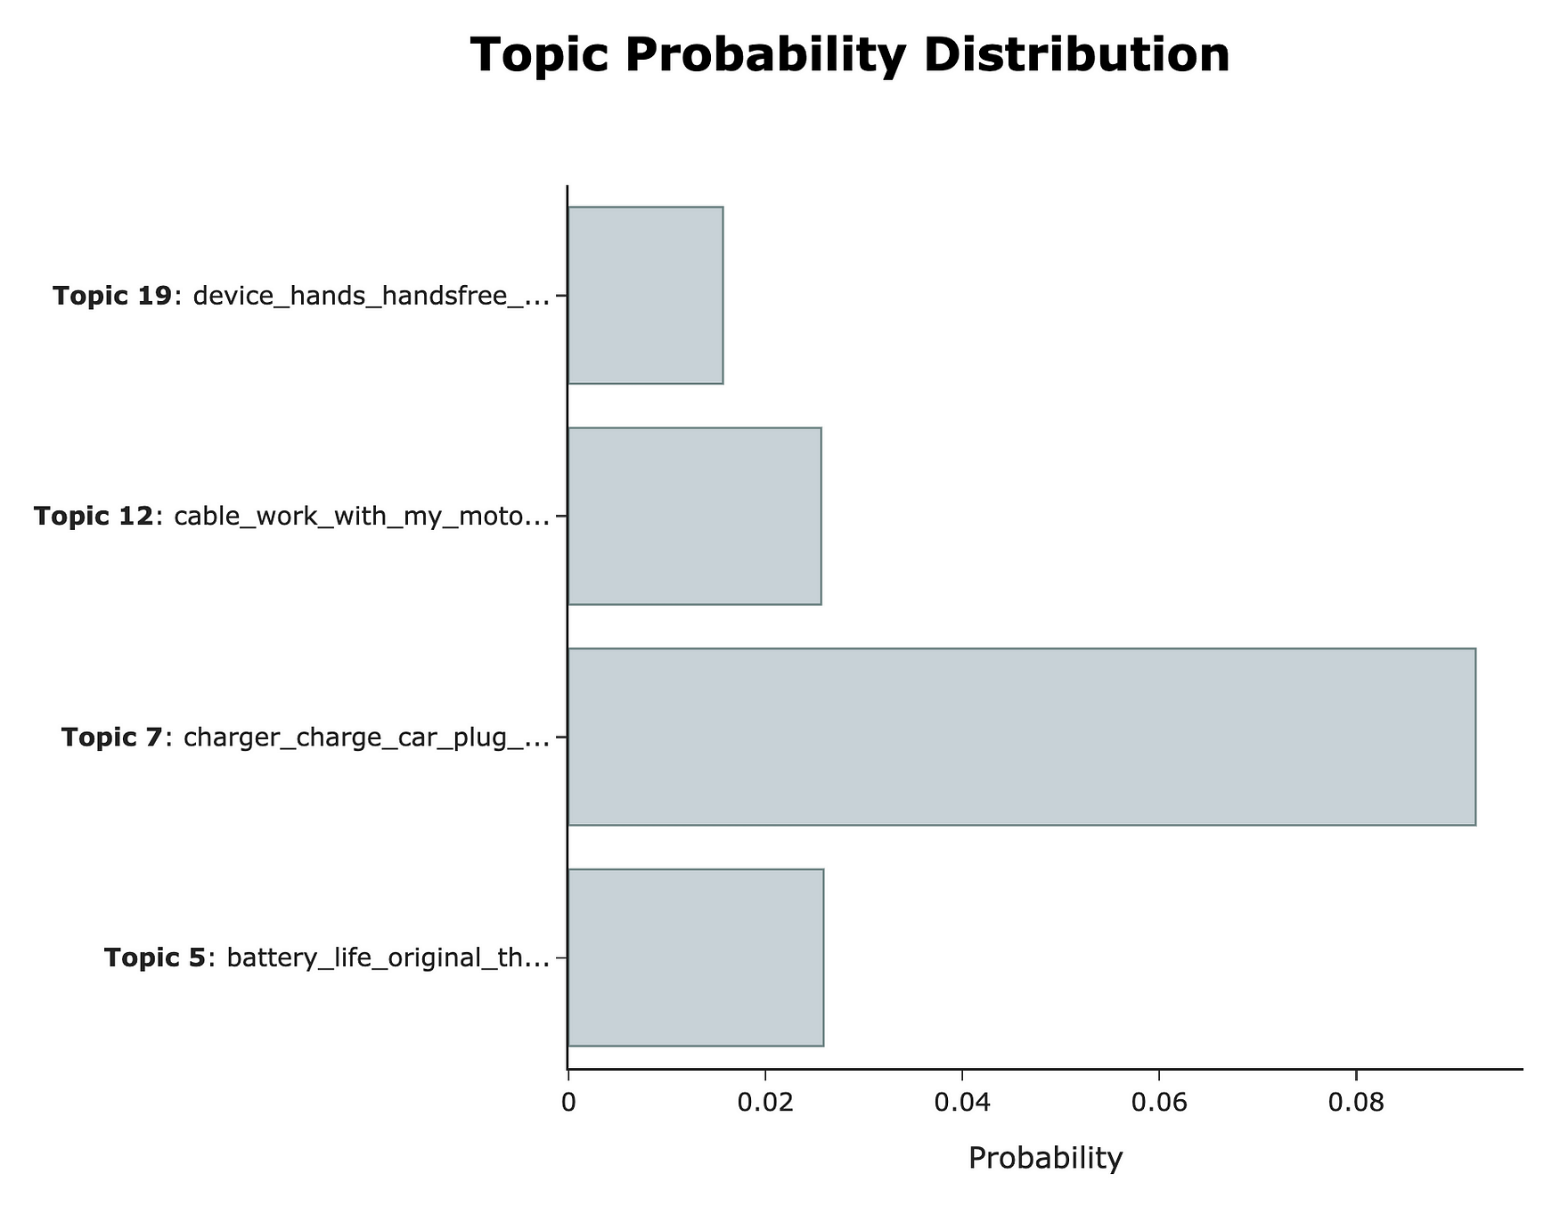 Topic Probability Distribution
Topic 19: device_hands_handsfree_...
Topic 12: cable_work_with_my_moto...
Topic 7: charger_charge_car_plug_...
Topic 5: battery_life_original_th...
0 0.02 0.04 0.06 0.08
Probability